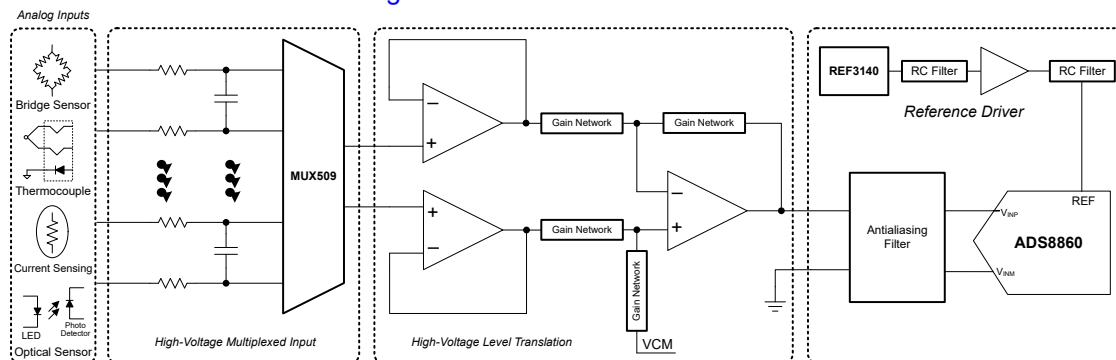 Analog Inputs
Bridge Sensor
Thermocouple
Current Sensing
LED
Photo
Detector
Optical Sensor
MUX509
High-Voltage Multiplexed Input
Gain Network
Gain Network
Gain Network
Gain Network
VCM
High-Voltage Level Translation
REF3140
RC Filter
RC Filter
Reference Driver
Antialiasing
Filter
REF
VINP
ADS8860
VINM